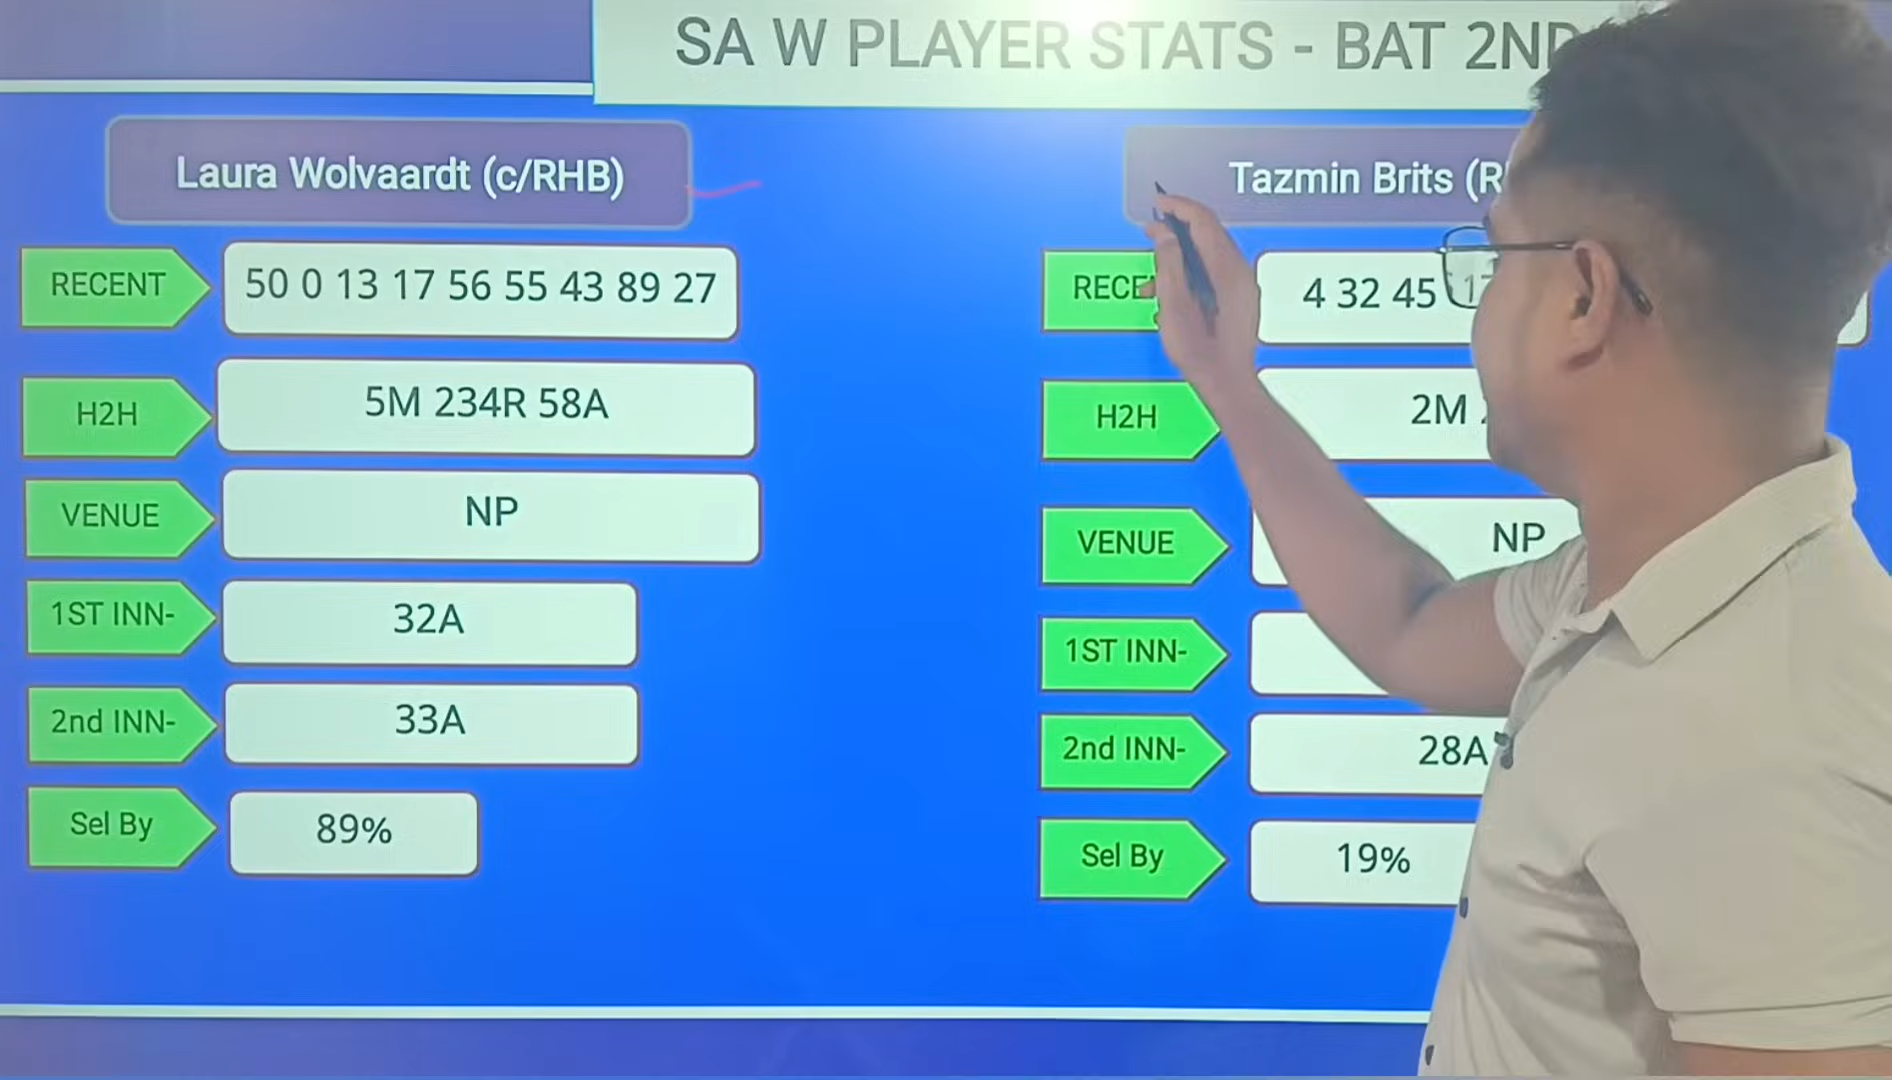 SA W PLAYER STATS - BAT 2ND
Laura Wolvaardt (c/RHB)
RECENT
50 0 13 17 56 55 43 89 27
H2H
5M 234R 58A
VENUE
NP
1ST INN-
32A
2nd INN-
33A
Sel By
89%
Tazmin Brits
4 32 45
H2H
2M
VENUE
NP
1ST INN-
2nd INN-
28A
Sel By
19%